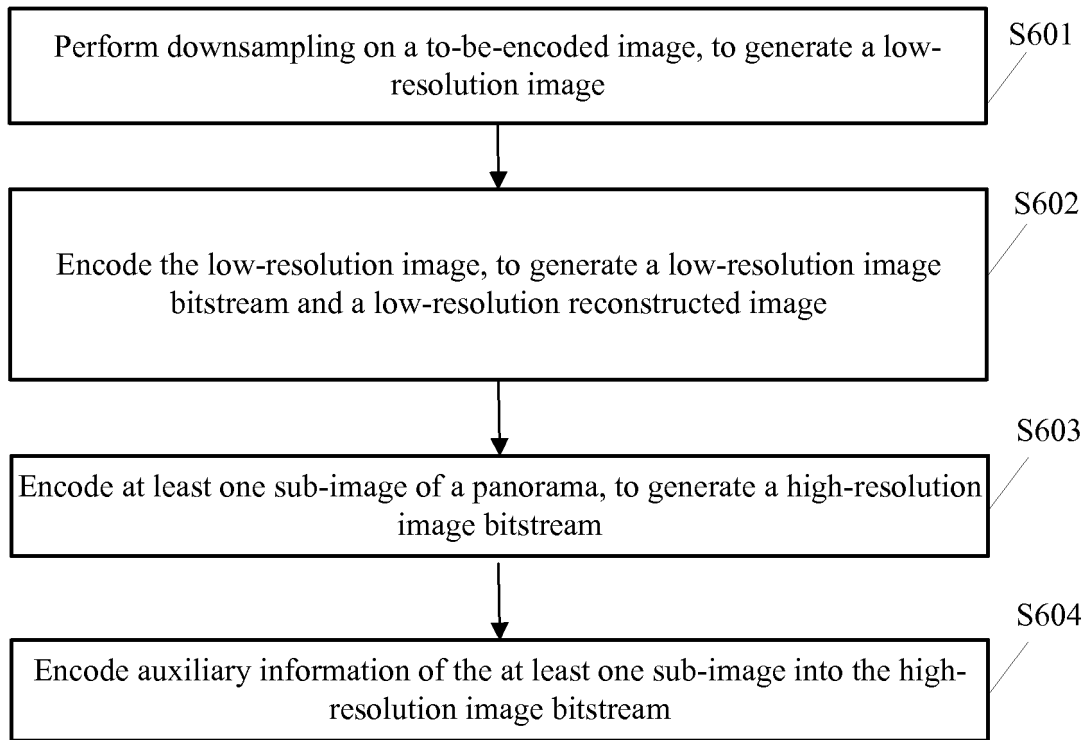 Perform downsampling on a to-be-encoded image, to generate a low-
resolution image
S601
Encode the low-resolution image, to generate a low-resolution image
bitstream and a low-resolution reconstructed image
S602
Encode at least one sub-image of a panorama, to generate a high-resolution
image bitstream
S603
Encode auxiliary information of the at least one sub-image into the high-
resolution image bitstream
S604